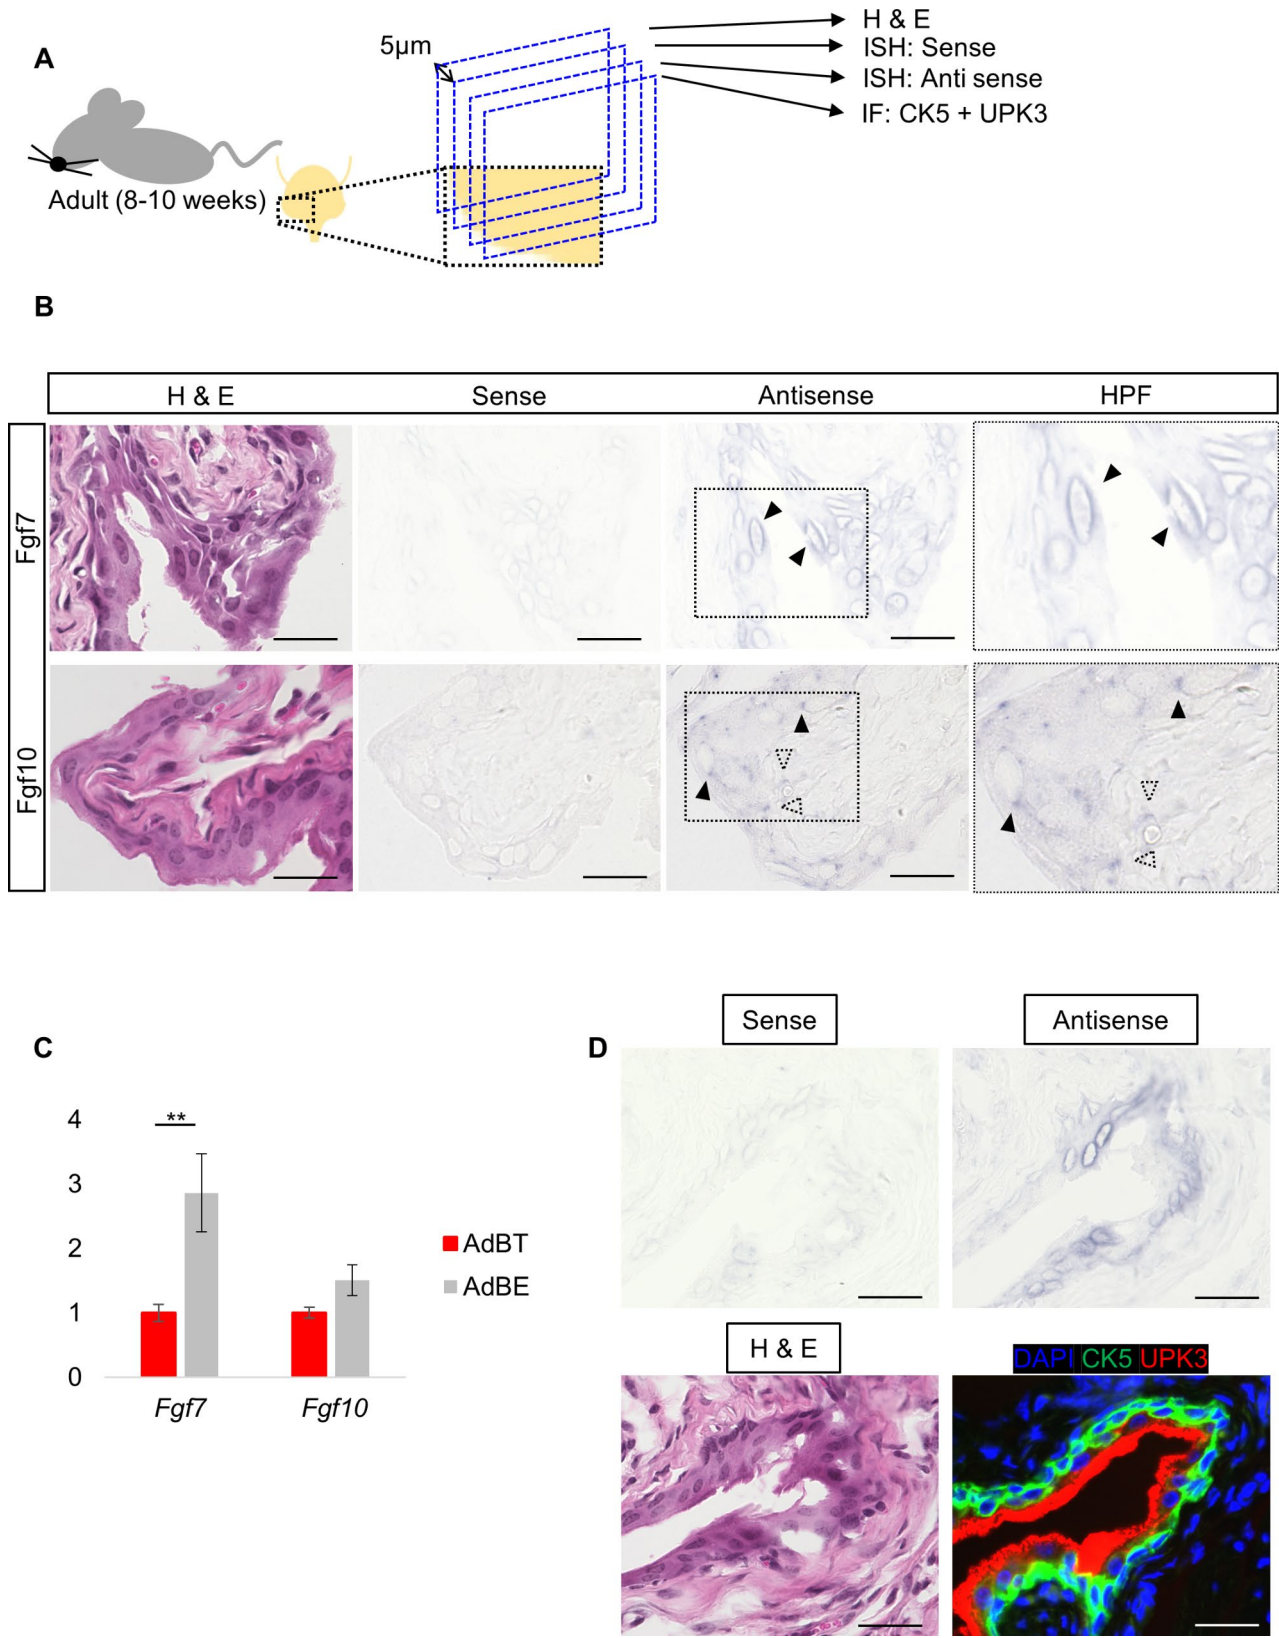 A
5μm
H & E
ISH: Sense
ISH: Anti sense
IF: CK5 + UPK3
Adult (8-10 weeks)
B
H & E Sense Antisense HPF
Fgf7
Fgf10
C
4
3
2
1
0
**
Fgf7 Fgf10
AdBT
AdBE
D
Sense Antisense
H & E
DAPI CK5 UPK3